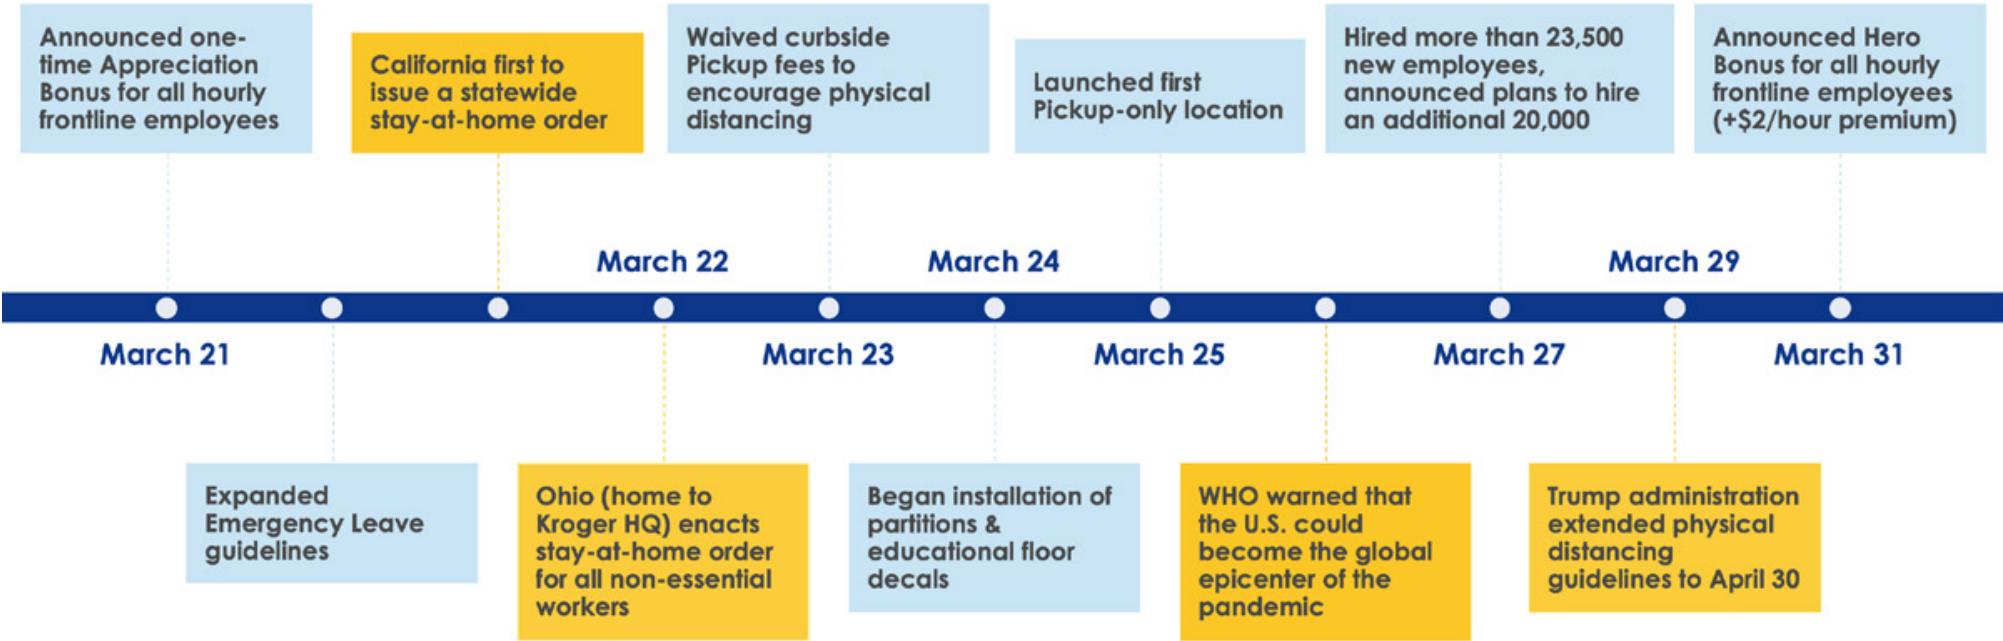 Announced one-
time Appreciation
Bonus for all hourly
frontline employees
California first to
issue a statewide
stay-at-home order
Waived curbside
Pickup fees to
encourage physical
distancing
Launched first
Pickup-only location
Hired more than 23,500
new employees,
announced plans to hire
an additional 20,000
Announced Hero
Bonus for all hourly
frontline employees
(+$2/hour premium)
March 22
March 24
March 29
March 21
March 23
March 25
March 27
March 31
Expanded
Emergency Leave
guidelines
Ohio (home to
Kroger HQ) enacts
stay-at-home order
for all non-essential
workers
Began installation of
partitions &
educational floor
decals
WHO warned that
the U.S. could
become the global
epicenter of the
pandemic
Trump administration
extended physical
distancing
guidelines to April 30